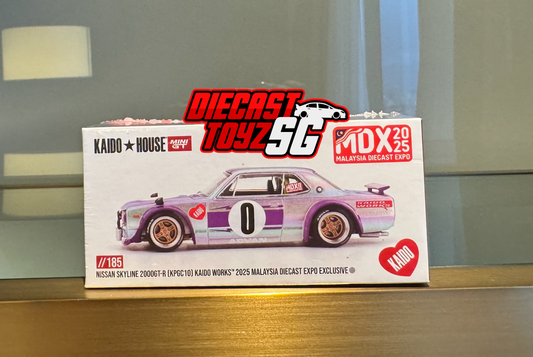 DIECAST
TOYZ SG
KAIDO★HOUSE MINI GT
MDX 2025
MALAYSIA DIECAST EXPO
MDX
0
KAIDO
//185
NISSAN SKYLINE 2000GT-R (KPGC10) KAIDO WORKS™ 2025 MALAYSIA DIECAST EXPO EXCLUSIVE